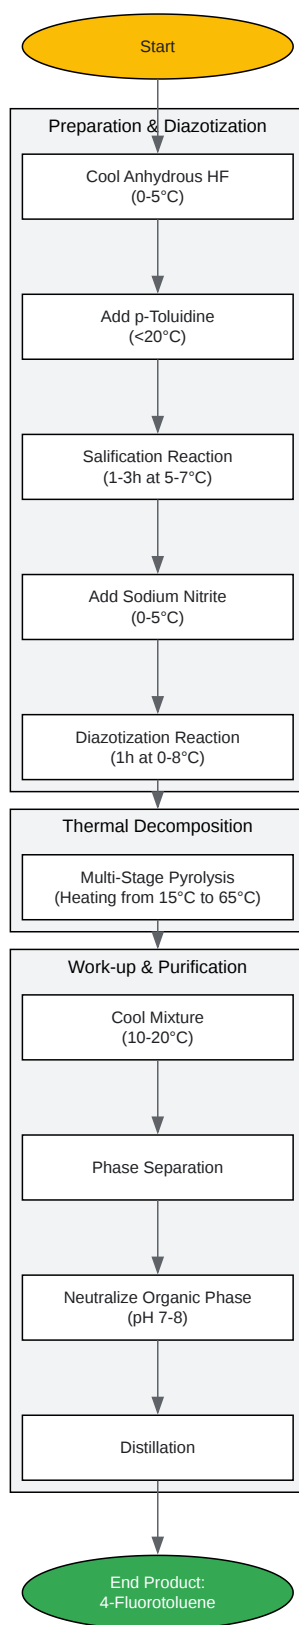 Start
Preparation & Diazotization
Cool Anhydrous HF
(0-5°C)
Add p-Toluidine
(<20°C)
Salification Reaction
(1-3h at 5-7°C)
Add Sodium Nitrite
(0-5°C)
Diazotization Reaction
(1h at 0-8°C)
Thermal Decomposition
Multi-Stage Pyrolysis
(Heating from 15°C to 65°C)
Work-up & Purification
Cool Mixture
(10-20°C)
Phase Separation
Neutralize Organic Phase
(pH 7-8)
Distillation
End Product:
4-Fluorotoluene